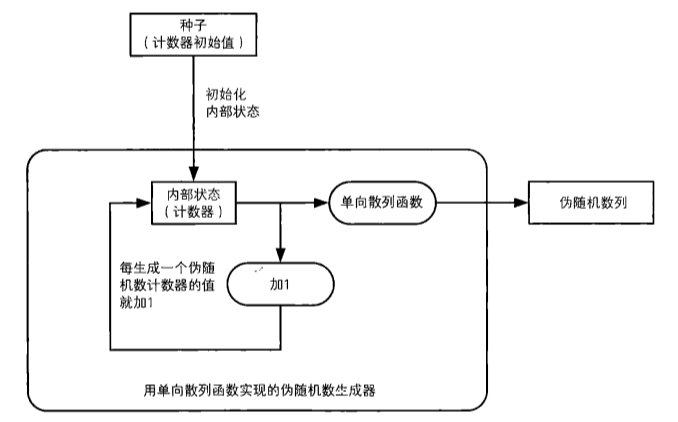 种子
（计数器初始值）
初始化
内部状态
内部状态
（计数器）
单向散列函数
伪随机数列
每生成一个伪随
机数计数器的值
就加1
加1
用单向散列函数实现的伪随机数生成器